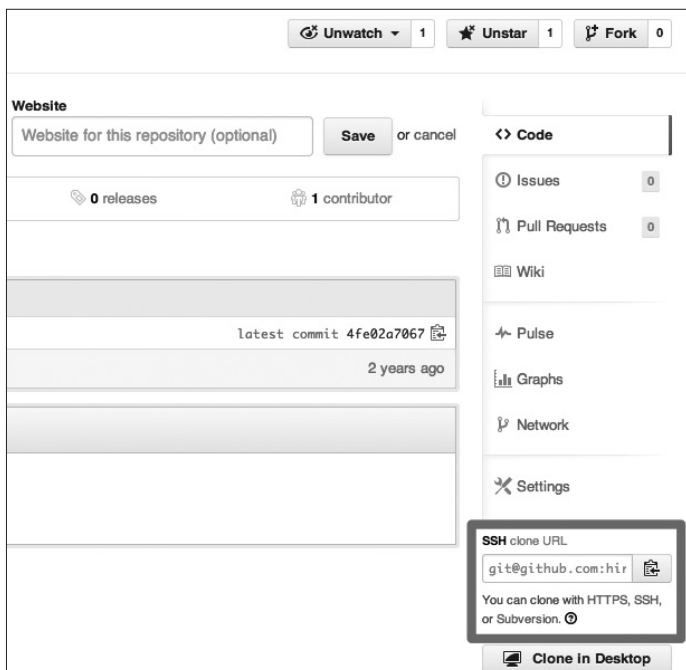 Unwatch 1 Unstar 1 Fork 0
Website
Website for this repository (optional) Save or cancel
0 releases 1 contributor
latest commit 4fe02a7067
2 years ago
Code
Issues 0
Pull Requests 0
Wiki
Pulse
Graphs
Network
Settings
SSH clone URL
git@github.com:hir
You can clone with HTTPS, SSH,
or Subversion.
Clone in Desktop